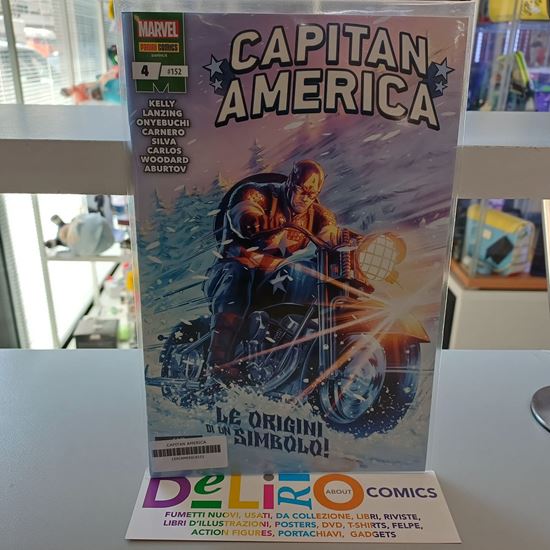 MARVEL
PANINI COMICS
4 #152
CAPITAN
AMERICA
KELLY
LANZING
ONYEBUCHI
CARNERO
SILVA
CARLOS
WOODARD
ABURTOV
LE ORIGINI
DI UN
SIMBOLO!
CAPITAN AMERICA
DeLiRiO ABOUT COMICS
FUMETTI NUOVI, USATI, DA COLLEZIONE, LIBRI, RIVISTE,
LIBRI D'ILLUSTRAZIONI, POSTERS, DVD, T-SHIRTS, FELPE,
ACTION FIGURES, PORTACHIAVI, GADGETS